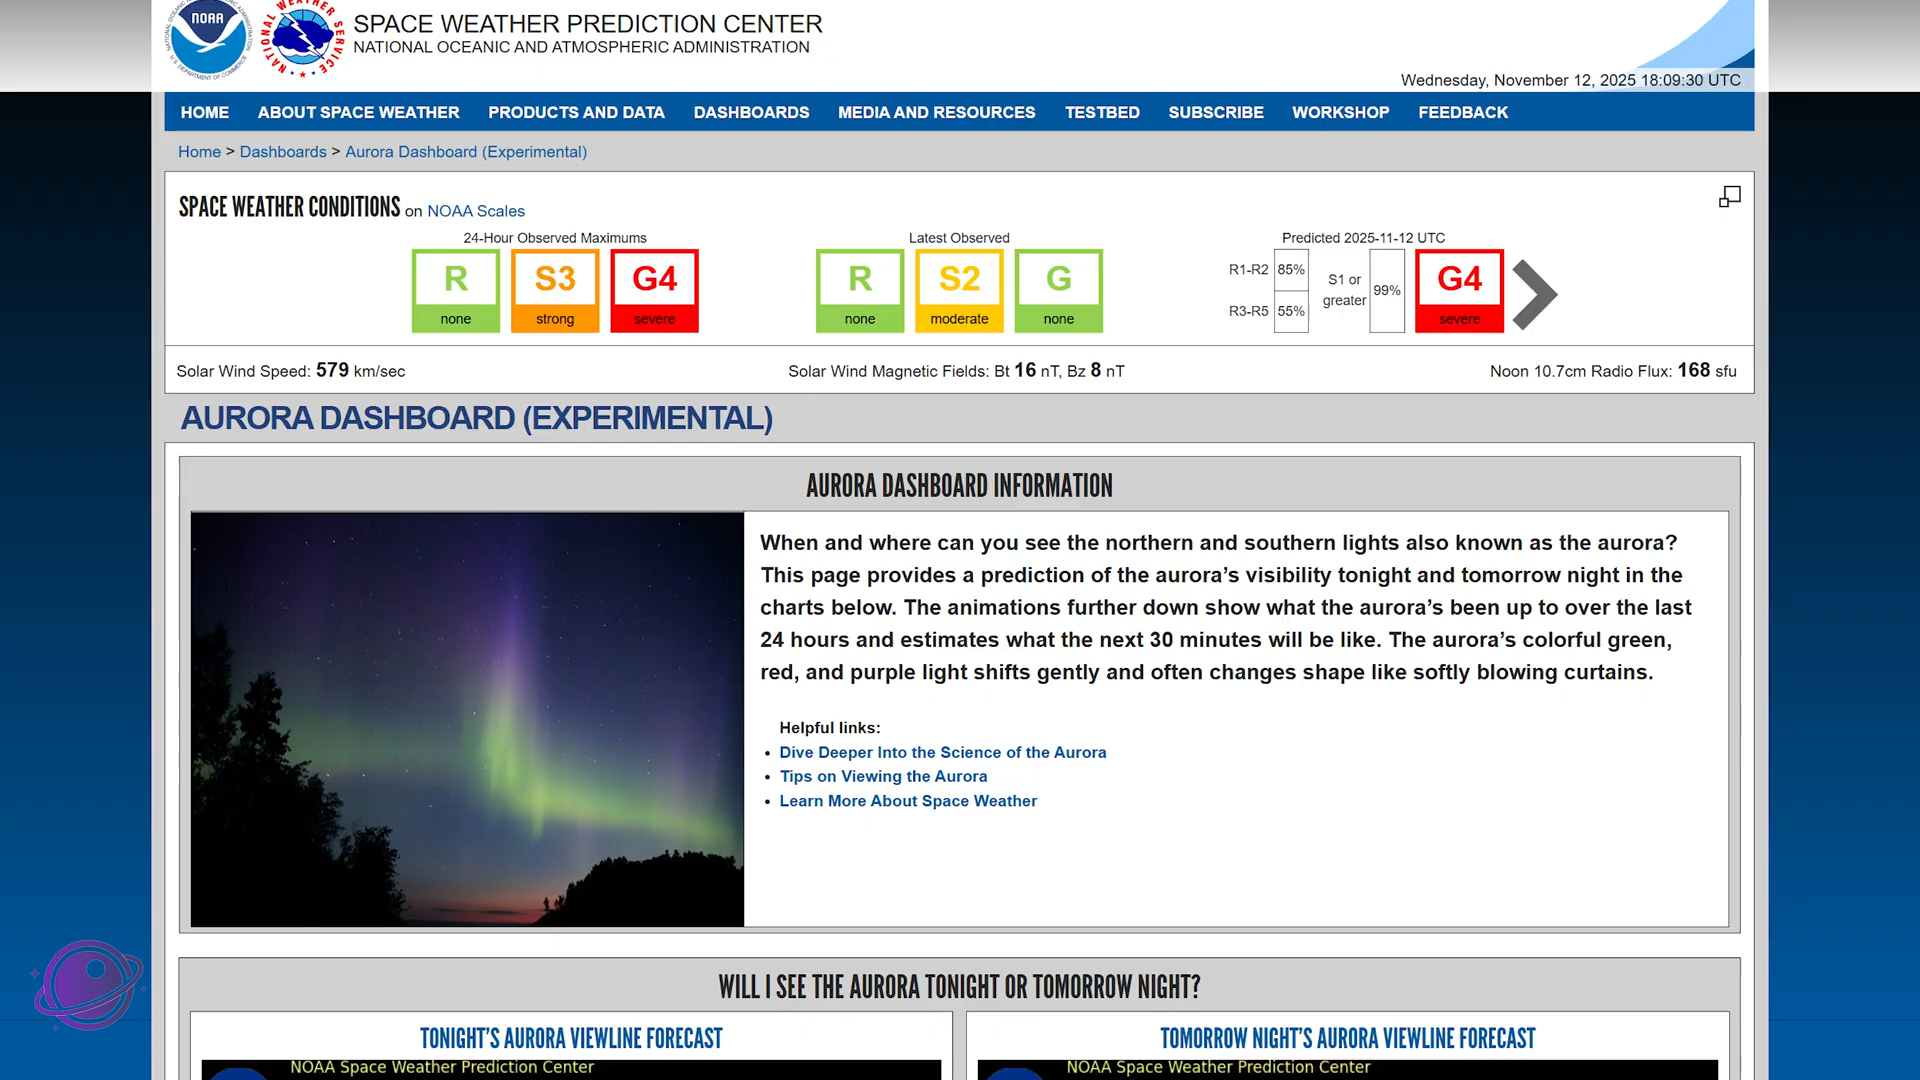 NOAA
NATIONAL WEATHER SERVICE
SPACE WEATHER PREDICTION CENTER
NATIONAL OCEANIC AND ATMOSPHERIC ADMINISTRATION
Wednesday, November 12, 2025 18:09:30 UTC
HOME ABOUT SPACE WEATHER PRODUCTS AND DATA DASHBOARDS MEDIA AND RESOURCES TESTBED SUBSCRIBE WORKSHOP FEEDBACK
Home > Dashboards > Aurora Dashboard (Experimental)
SPACE WEATHER CONDITIONS on NOAA Scales
24-Hour Observed Maximums
R
none
S3
strong
G4
severe
Latest Observed
R
none
S2
moderate
G
none
Predicted 2025-11-12 UTC
R1-R2 85%
R3-R5 55%
S1 or
greater
99%
G4
severe
Solar Wind Speed: 579 km/sec
Solar Wind Magnetic Fields: Bt 16 nT, Bz 8 nT
Noon 10.7cm Radio Flux: 168 sfu
AURORA DASHBOARD (EXPERIMENTAL)
AURORA DASHBOARD INFORMATION
When and where can you see the northern and southern lights also known as the aurora?
This page provides a prediction of the aurora’s visibility tonight and tomorrow night in the
charts below. The animations further down show what the aurora’s been up to over the last
24 hours and estimates what the next 30 minutes will be like. The aurora’s colorful green,
red, and purple light shifts gently and often changes shape like softly blowing curtains.
Helpful links:
• Dive Deeper Into the Science of the Aurora
• Tips on Viewing the Aurora
• Learn More About Space Weather
WILL I SEE THE AURORA TONIGHT OR TOMORROW NIGHT?
TONIGHT’S AURORA VIEWLINE FORECAST
NOAA Space Weather Prediction Center
TOMORROW NIGHT’S AURORA VIEWLINE FORECAST
NOAA Space Weather Prediction Center